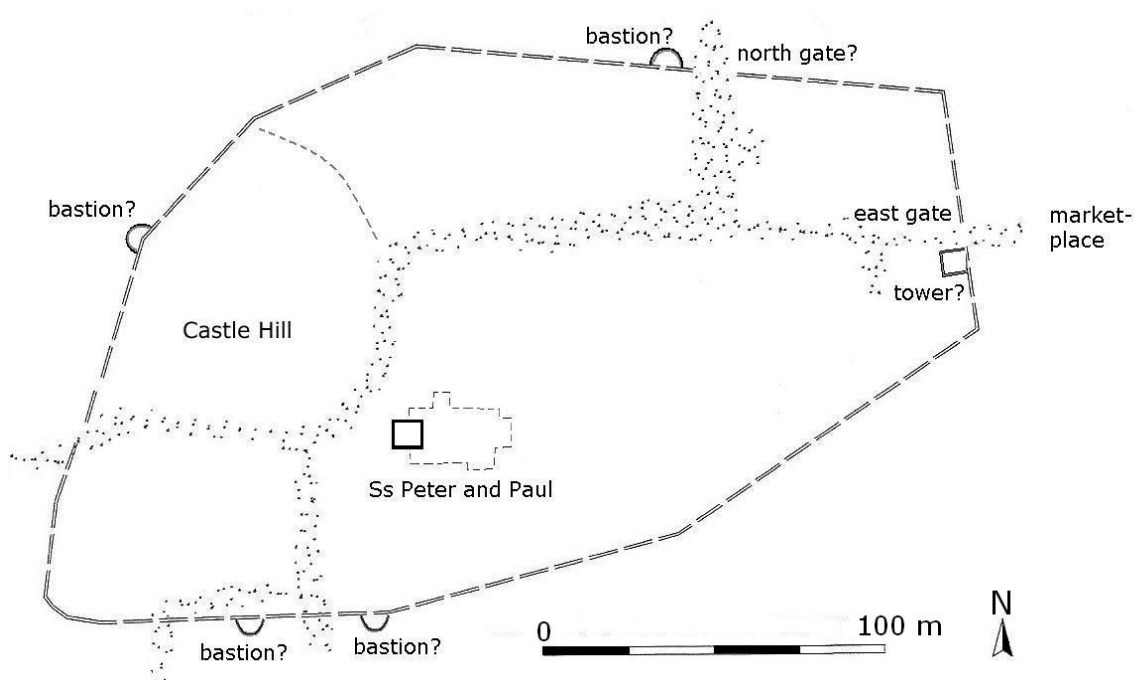 bastion?
north gate?
bastion?
east gate
market-
place
tower?
Castle Hill
Ss Peter and Paul
N
0
100 m
bastion?
bastion?